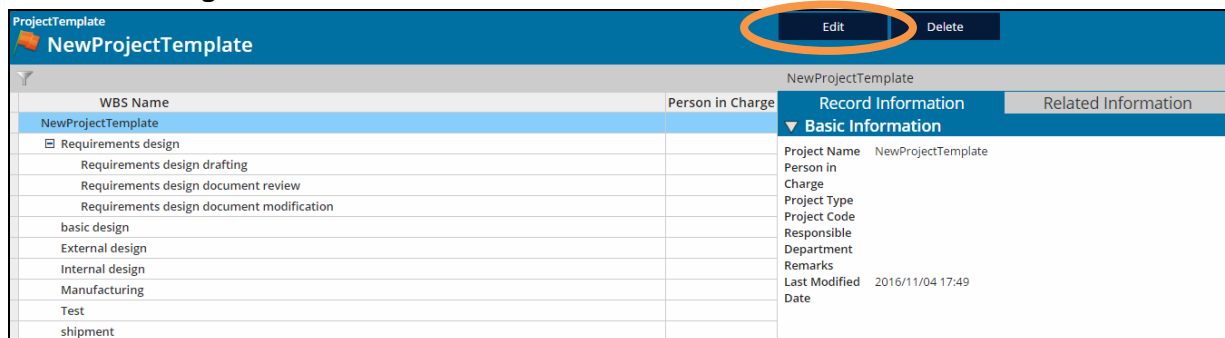 ProjectTemplate
NewProjectTemplate
Edit
Delete
NewProjectTemplate
WBS Name
Person in Charge
NewProjectTemplate
Requirements design
Requirements design drafting
Requirements design document review
Requirements design document modification
basic design
External design
Internal design
Manufacturing
Test
shipment
Record Information
Related Information
▼ Basic Information
Project Name NewProjectTemplate
Person in
Charge
Project Type
Project Code
Responsible
Department
Remarks
Last Modified 2016/11/04 17:49
Date